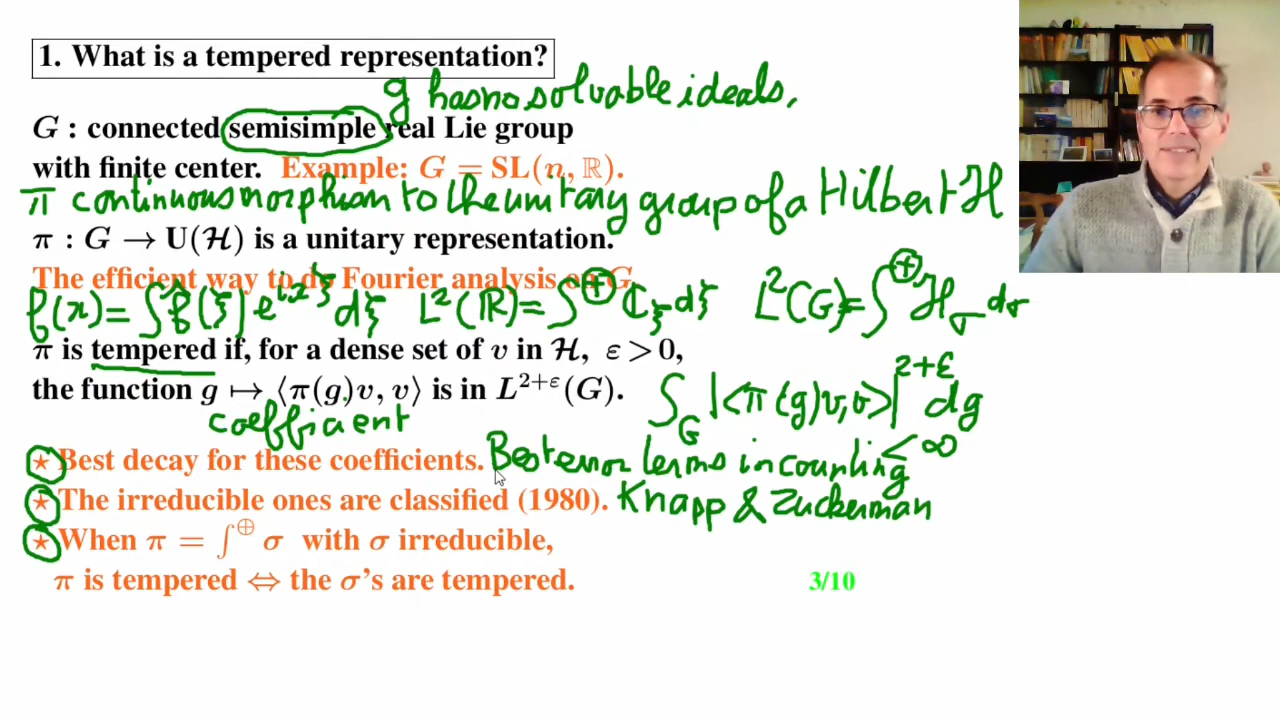 1. What is a tempered representation?
g has no solvable ideals.
G : connected semisimple real Lie group
with finite center. Example: G = SL(n, ℝ).
π continuous morphism to the unitary group of a Hilbert ℋ
π : G → U(ℋ) is a unitary representation.
The efficient way to do Fourier analysis on G.
f(x) = ∫ f̂(ξ) e^{ixξ} dξ L²(ℝ) = ∫^⊕ ℂ_ξ dξ L²(G) = ∫^⊕ ℋ_σ dσ
π is tempered if, for a dense set of v in ℋ, ε > 0,
the function g ↦ ⟨π(g)v, v⟩ is in L^{2+ε}(G). ∫_G |<π(g)v,v>|^{2+ε} dg < ∞
coefficient
⋆ Best decay for these coefficients. Best error terms in counting
⋆ The irreducible ones are classified (1980). Knapp & Zuckerman
⋆ When π = ∫^⊕ σ with σ irreducible,
π is tempered ⇔ the σ's are tempered. 3/10